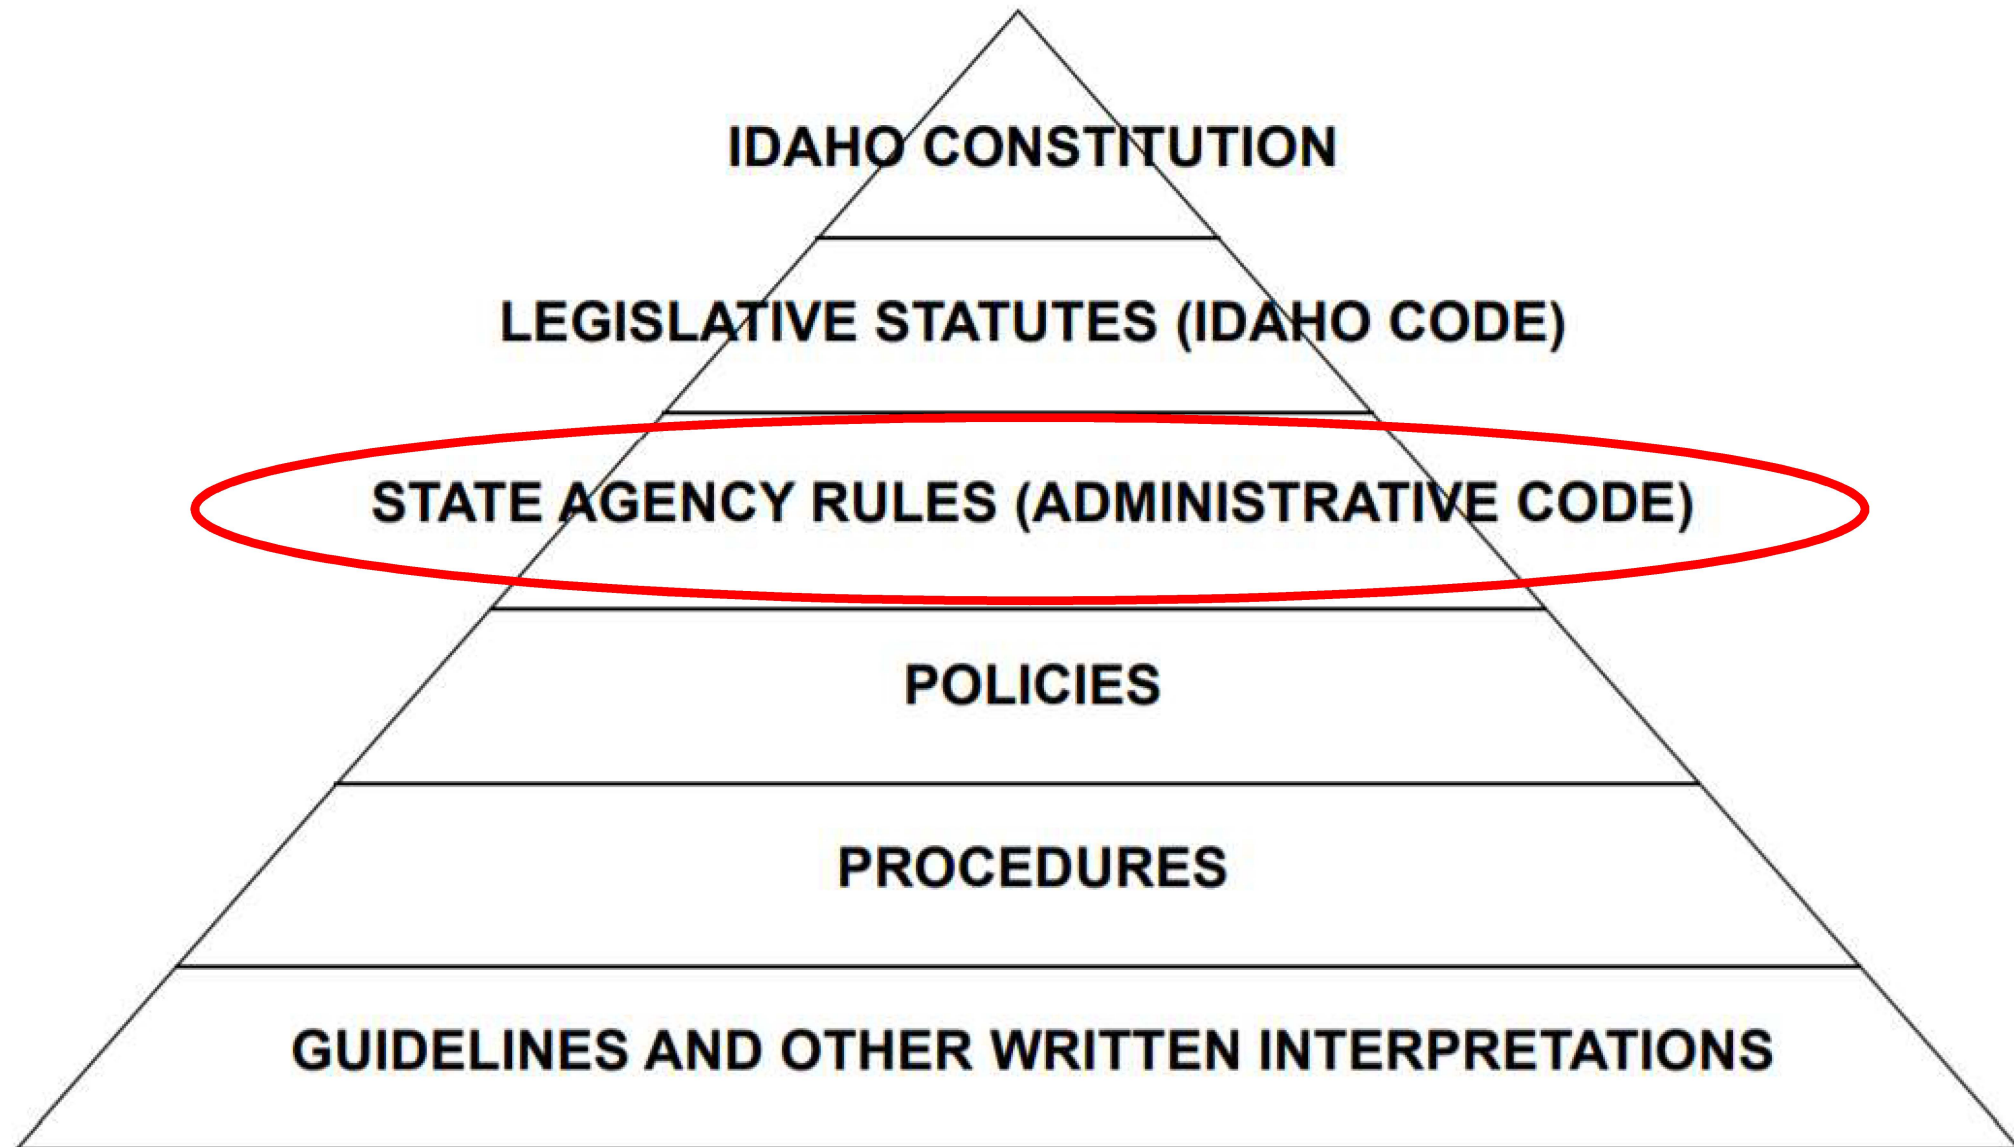 IDAHO CONSTITUTION
LEGISLATIVE STATUTES (IDAHO CODE)
STATE AGENCY RULES (ADMINISTRATIVE CODE)
POLICIES
PROCEDURES
GUIDELINES AND OTHER WRITTEN INTERPRETATIONS